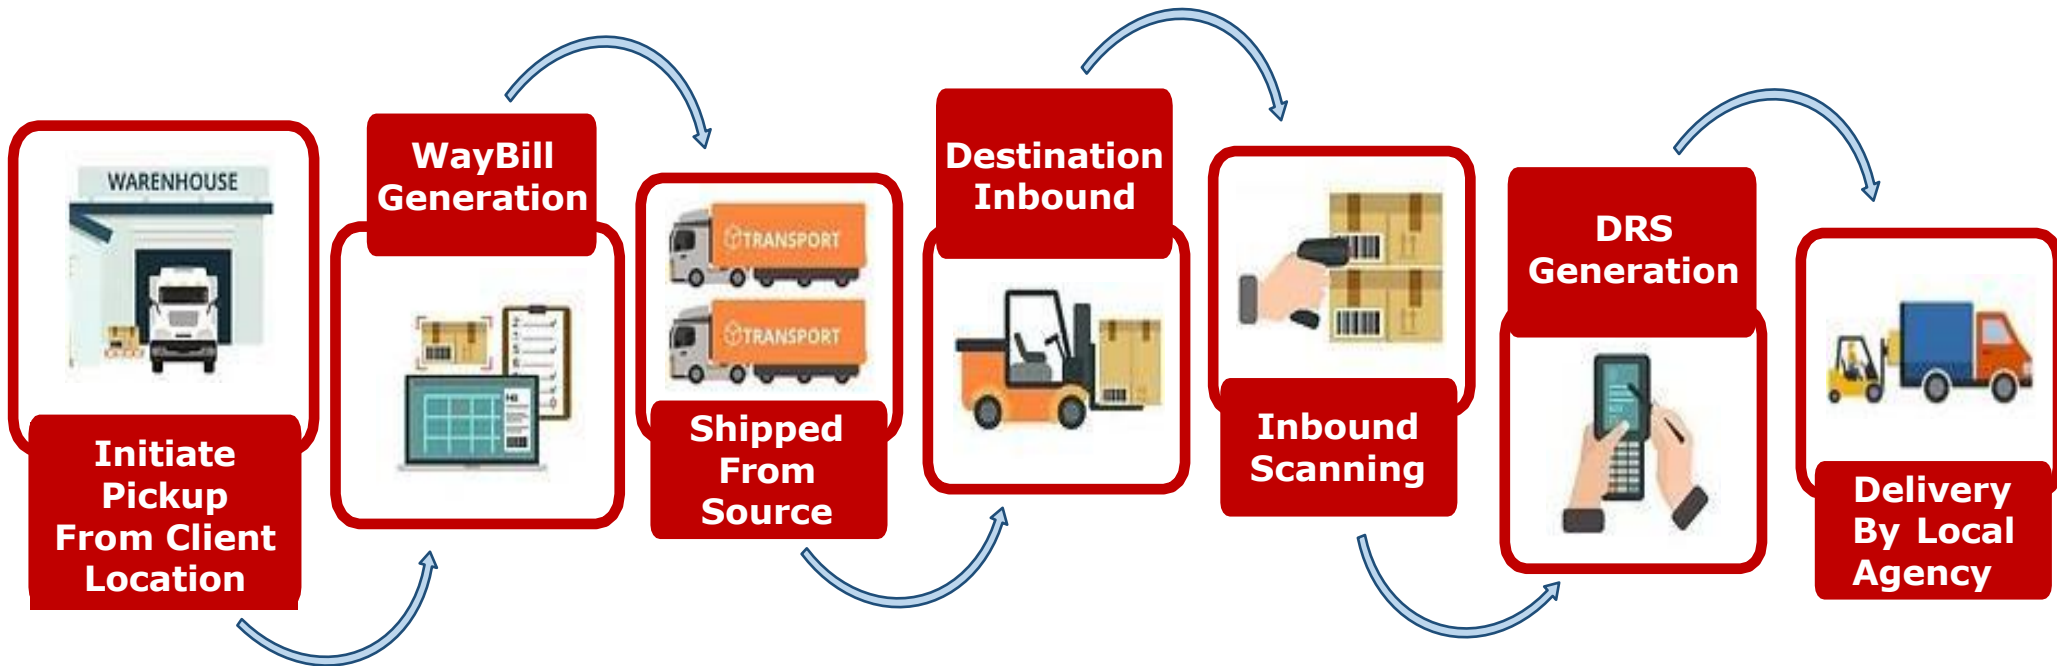 WARENHOUSE
Initiate
Pickup
From Client
Location
WayBill
Generation
TRANSPORT
TRANSPORT
Shipped
From
Source
Destination
Inbound
Inbound
Scanning
DRS
Generation
Delivery
By Local
Agency